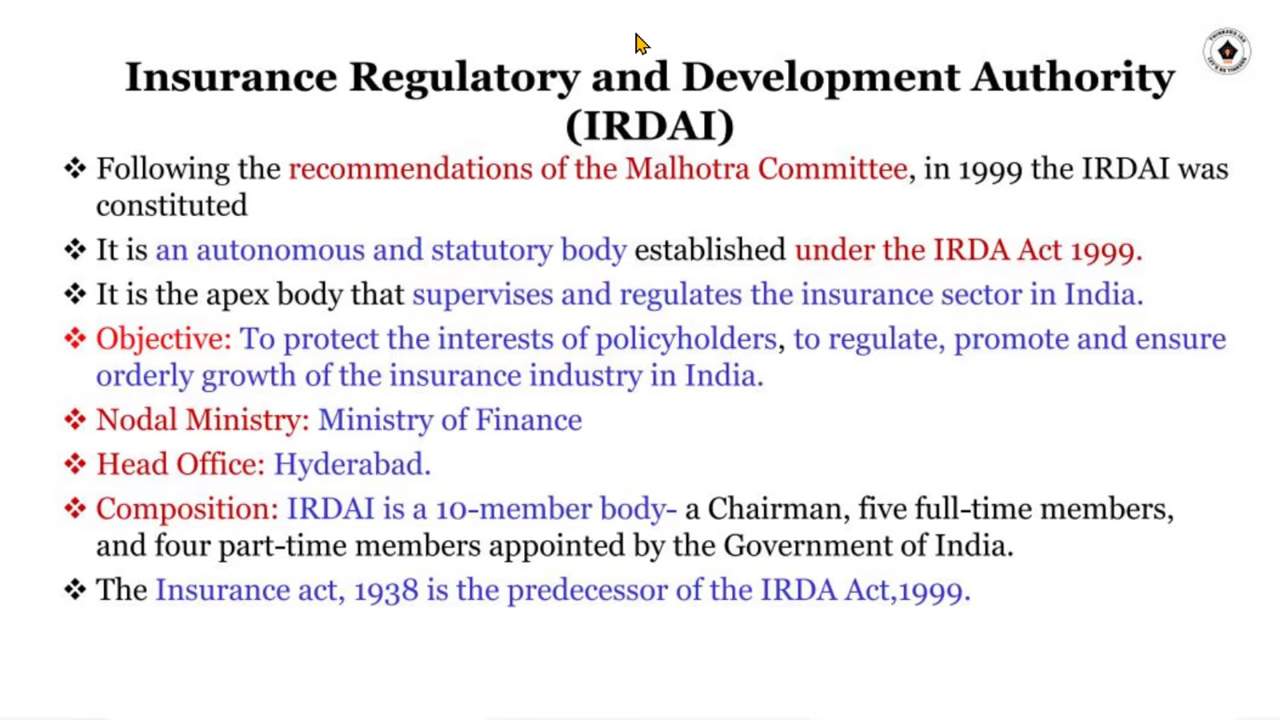 Insurance Regulatory and Development Authority
(IRDAI)
❖ Following the recommendations of the Malhotra Committee, in 1999 the IRDAI was
constituted
❖ It is an autonomous and statutory body established under the IRDA Act 1999.
❖ It is the apex body that supervises and regulates the insurance sector in India.
❖ Objective: To protect the interests of policyholders, to regulate, promote and ensure
orderly growth of the insurance industry in India.
❖ Nodal Ministry: Ministry of Finance
❖ Head Office: Hyderabad.
❖ Composition: IRDAI is a 10-member body- a Chairman, five full-time members,
and four part-time members appointed by the Government of India.
❖ The Insurance act, 1938 is the predecessor of the IRDA Act,1999.